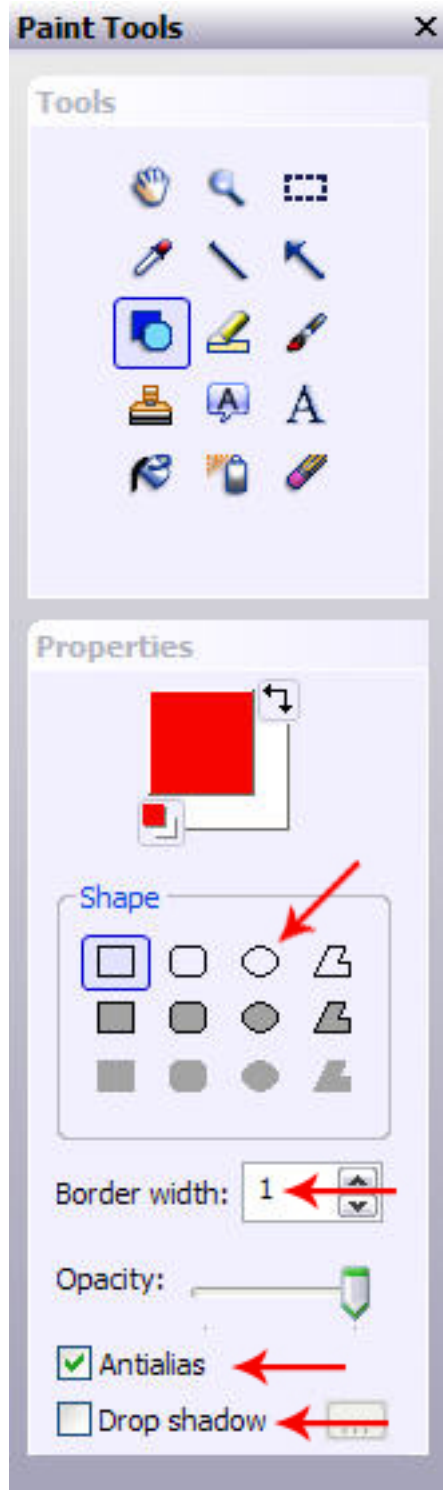 Paint Tools
Tools
A
A
Properties
Shape
Border width: 1
Opacity:
Antialias
Drop shadow ...